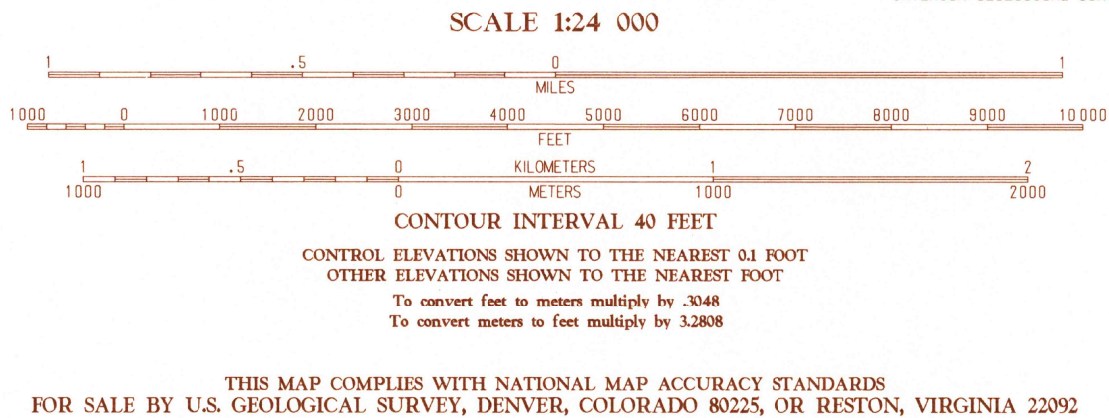 SCALE 1:24 000
1 .5 0 1
MILES
1000 0 1000 2000 3000 4000 5000 6000 7000 8000 9000 10 000
FEET
1 .5 0 KILOMETERS 1 2
1000 0 METERS 1000 2000
CONTOUR INTERVAL 40 FEET
CONTROL ELEVATIONS SHOWN TO THE NEAREST 0.1 FOOT
OTHER ELEVATIONS SHOWN TO THE NEAREST FOOT
To convert feet to meters multiply by .3048
To convert meters to feet multiply by 3.2808
THIS MAP COMPLIES WITH NATIONAL MAP ACCURACY STANDARDS
FOR SALE BY U.S. GEOLOGICAL SURVEY, DENVER, COLORADO 80225, OR RESTON, VIRGINIA 22092